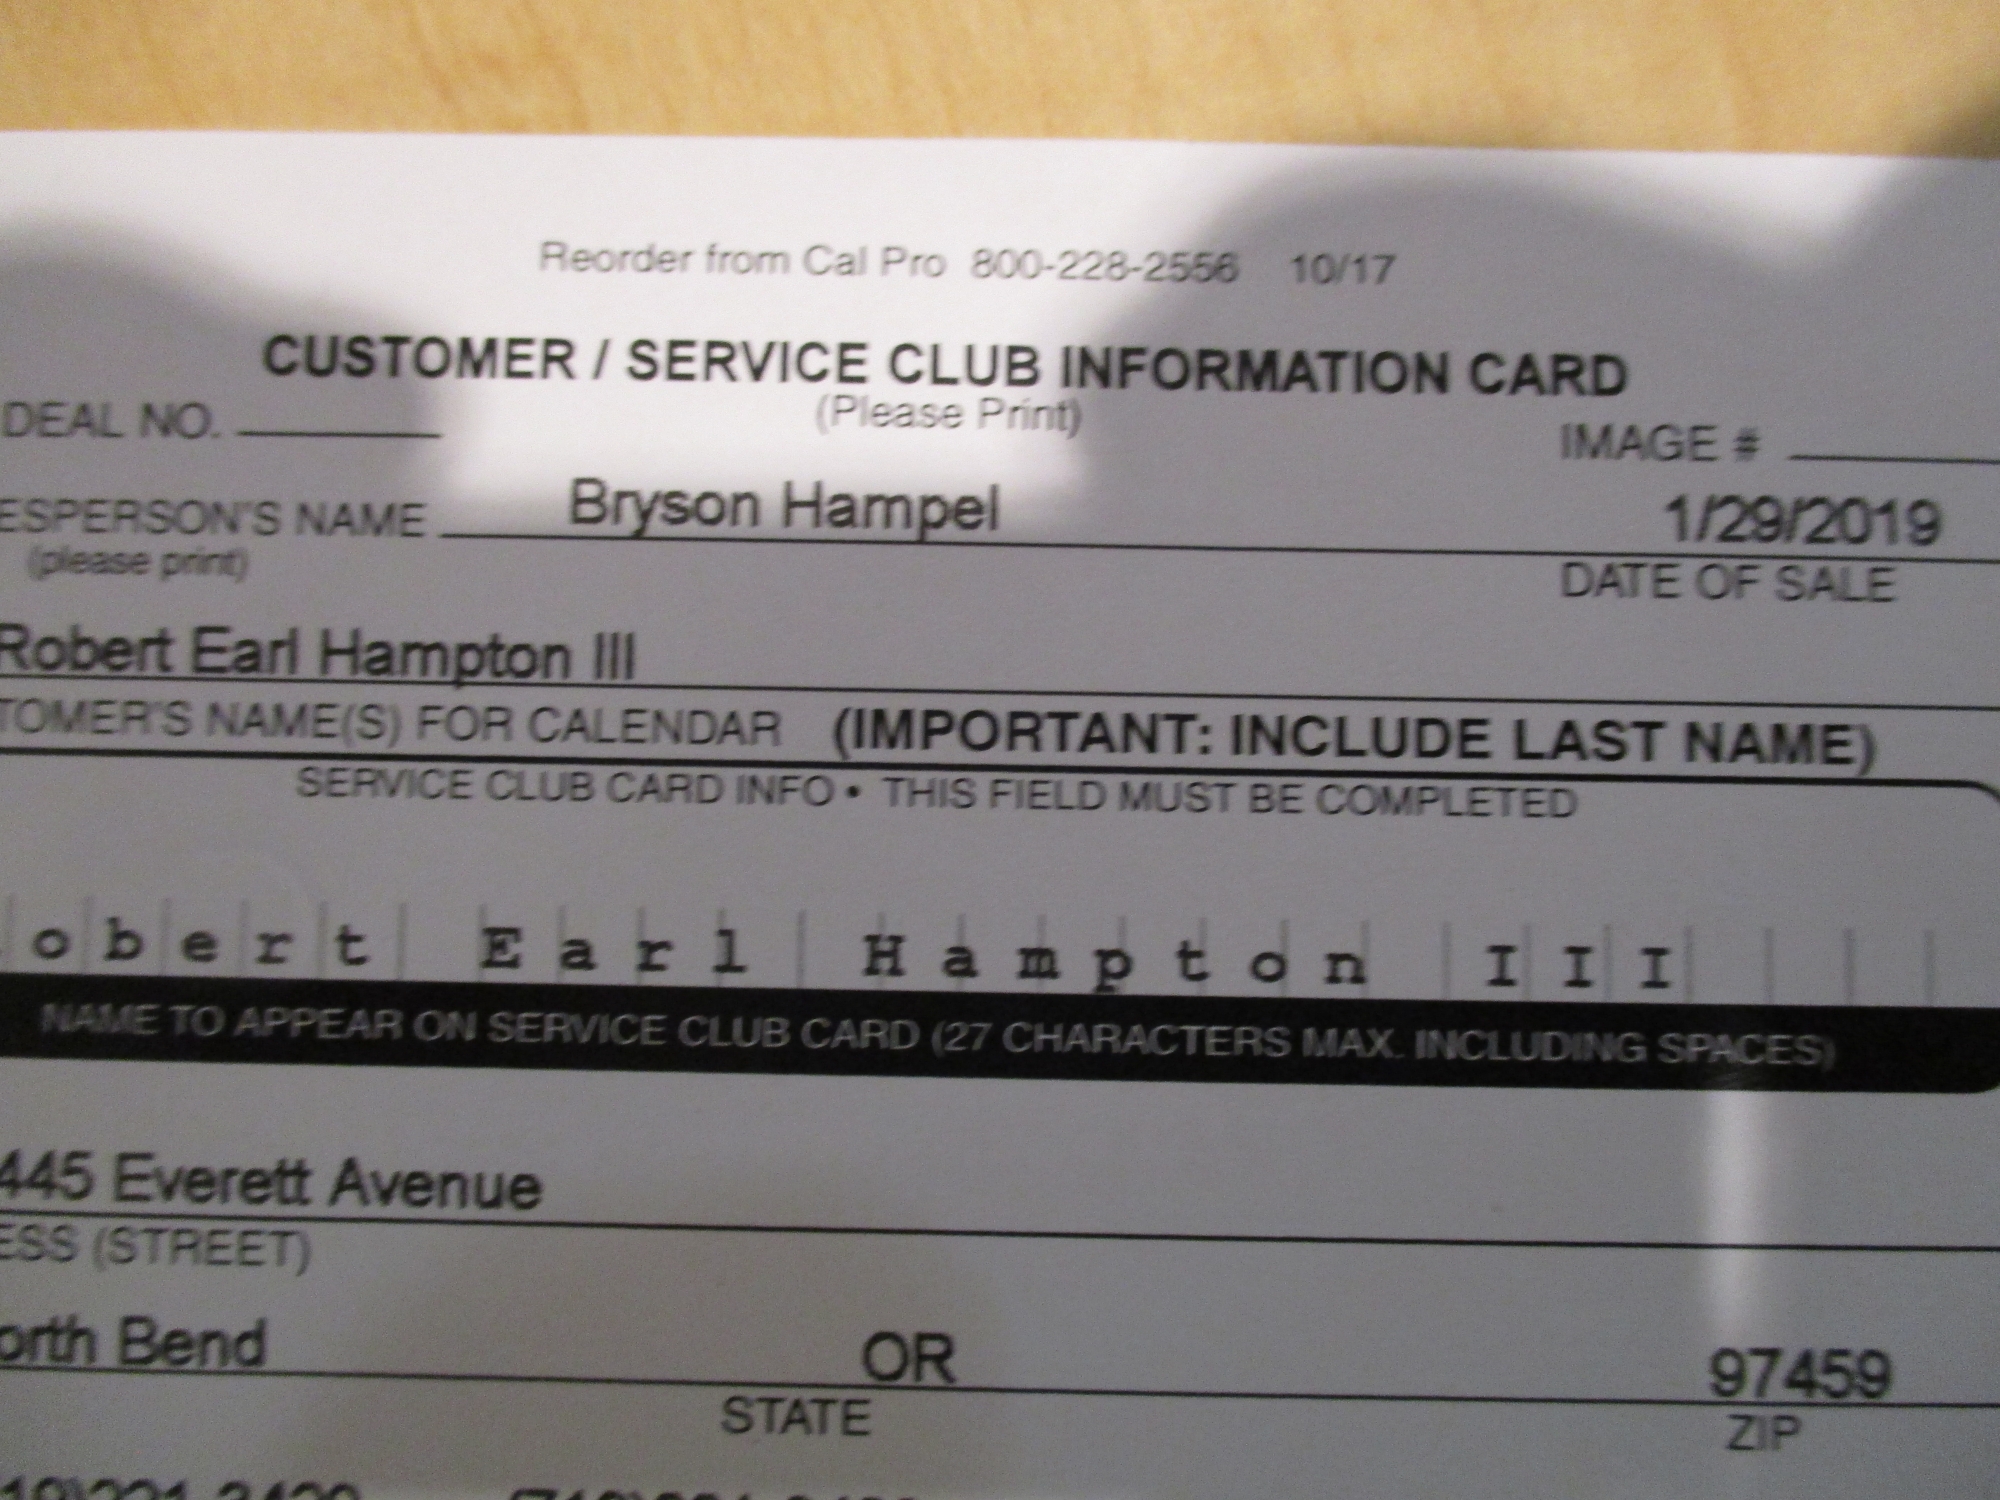 Reorder from Cal Pro 800-228-2556 10/17
CUSTOMER / SERVICE CLUB INFORMATION CARD
(Please Print)
DEAL NO.
IMAGE #
ESPERSON'S NAME Bryson Hampel 1/29/2019
(please print)
DATE OF SALE
Robert Earl Hampton III
TOMER'S NAME(S) FOR CALENDAR (IMPORTANT: INCLUDE LAST NAME)
SERVICE CLUB CARD INFO • THIS FIELD MUST BE COMPLETED
obert Earl Hampton III
NAME TO APPEAR ON SERVICE CLUB CARD (27 CHARACTERS MAX. INCLUDING SPACES)
445 Everett Avenue
ESS (STREET)
orth Bend OR 97459
STATE ZIP